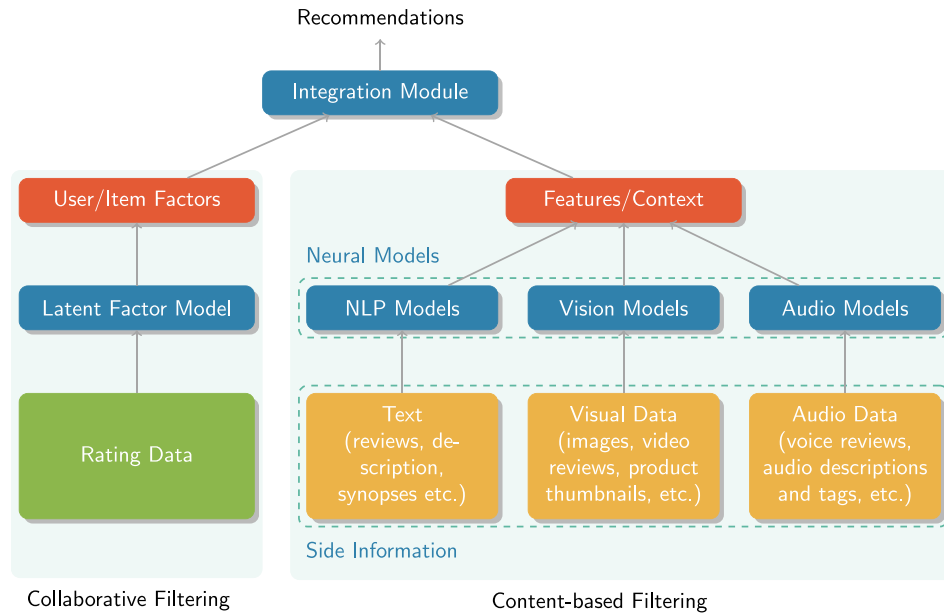 Recommendations
Integration Module
User/Item Factors
Features/Context
Neural Models
Latent Factor Model
NLP Models
Vision Models
Audio Models
Rating Data
Text
(reviews, de-
scription,
synopses etc.)
Visual Data
(images, video
reviews, product
thumbnails, etc.)
Audio Data
(voice reviews,
audio descriptions
and tags, etc.)
Side Information
Collaborative Filtering
Content-based Filtering